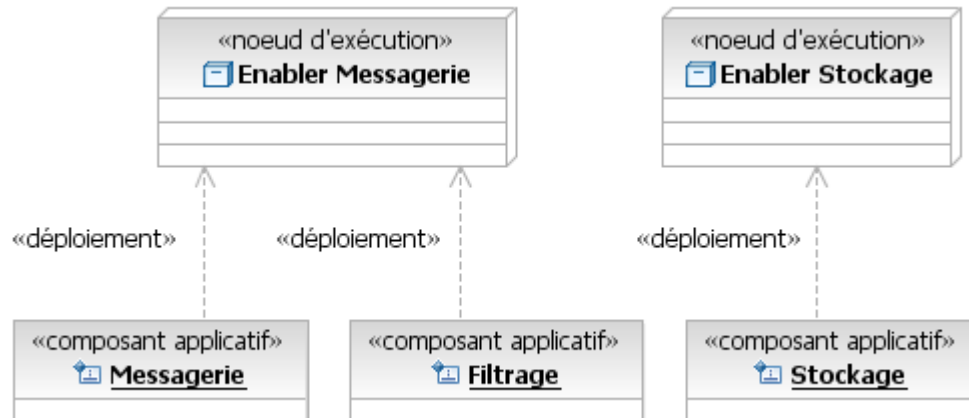 «noeud d'exécution»
Enabler Messagerie
«noeud d'exécution»
Enabler Stockage
«déploiement»
«déploiement»
«déploiement»
«composant applicatif»
Messagerie
«composant applicatif»
Filtrage
«composant applicatif»
Stockage